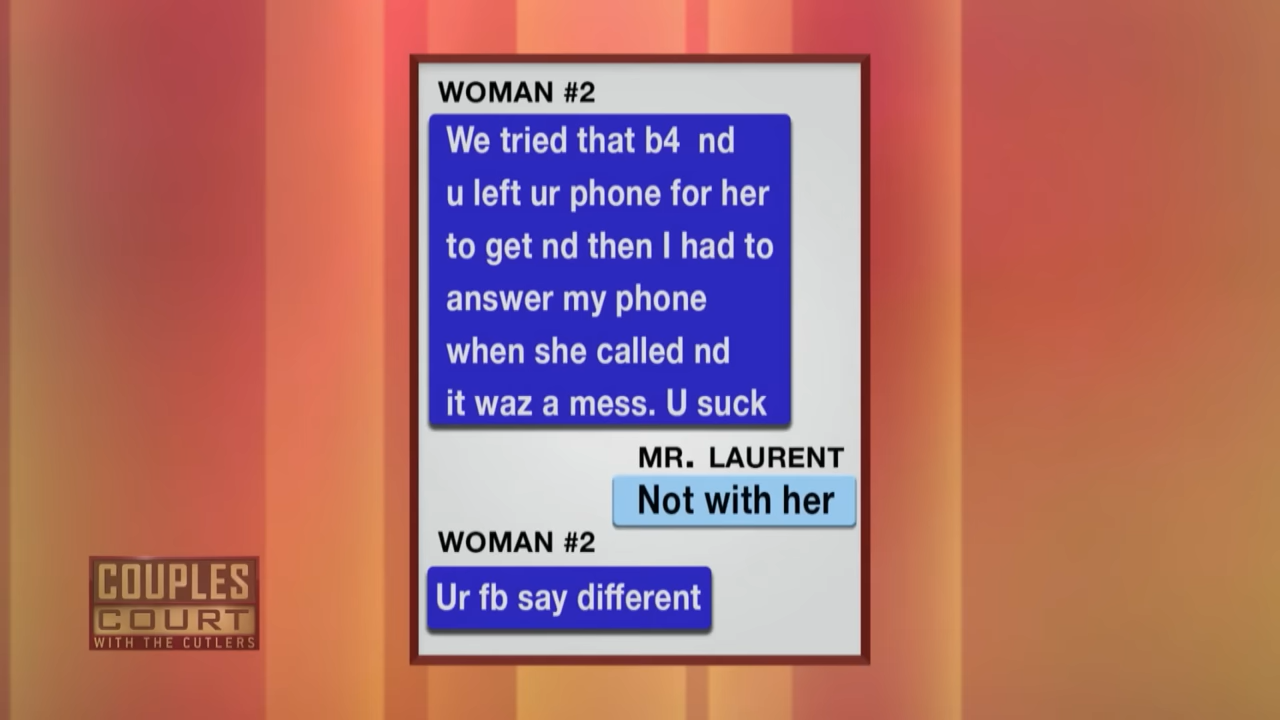 WOMAN #2
We tried that b4 nd
u left ur phone for her
to get nd then I had to
answer my phone
when she called nd
it waz a mess. U suck
MR. LAURENT
Not with her
WOMAN #2
Ur fb say different
COUPLES
COURT
WITH THE CUTLERS